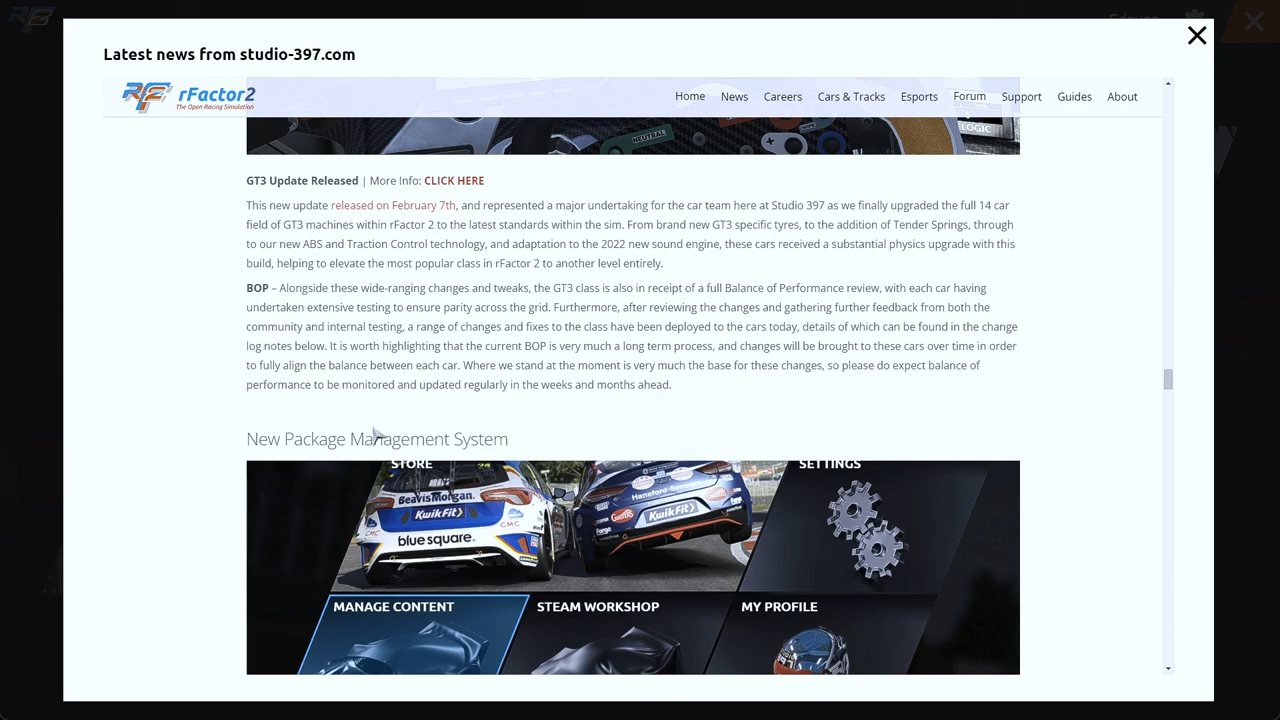 Latest news from studio-397.com
rFactor2
The Open Racing Simulation
Home News Careers Cars & Tracks Esports Forum Support Guides About
NEUTRAL
LOGIC
GT3 Update Released | More Info: CLICK HERE
This new update released on February 7th, and represented a major undertaking for the car team here at Studio 397 as we finally upgraded the full 14 car
field of GT3 machines within rFactor 2 to the latest standards within the sim. From brand new GT3 specific tyres, to the addition of Tender Springs, through
to our new ABS and Traction Control technology, and adaptation to the 2022 new sound engine, these cars received a substantial physics upgrade with this
build, helping to elevate the most popular class in rFactor 2 to another level entirely.
BOP – Alongside these wide-ranging changes and tweaks, the GT3 class is also in receipt of a full Balance of Performance review, with each car having
undertaken extensive testing to ensure parity across the grid. Furthermore, after reviewing the changes and gathering further feedback from both the
community and internal testing, a range of changes and fixes to the class have been deployed to the cars today, details of which can be found in the change
log notes below. It is worth highlighting that the current BOP is very much a long term process, and changes will be brought to these cars over time in order
to fully align the balance between each car. Where we stand at the moment is very much the base for these changes, so please do expect balance of
performance to be monitored and updated regularly in the weeks and months ahead.
New Package Management System
STORE
SETTINGS
BeavisMorgan.
KwikFit
CMC
CMC
blue square.
KwikFit
MANAGE CONTENT
STEAM WORKSHOP
MY PROFILE